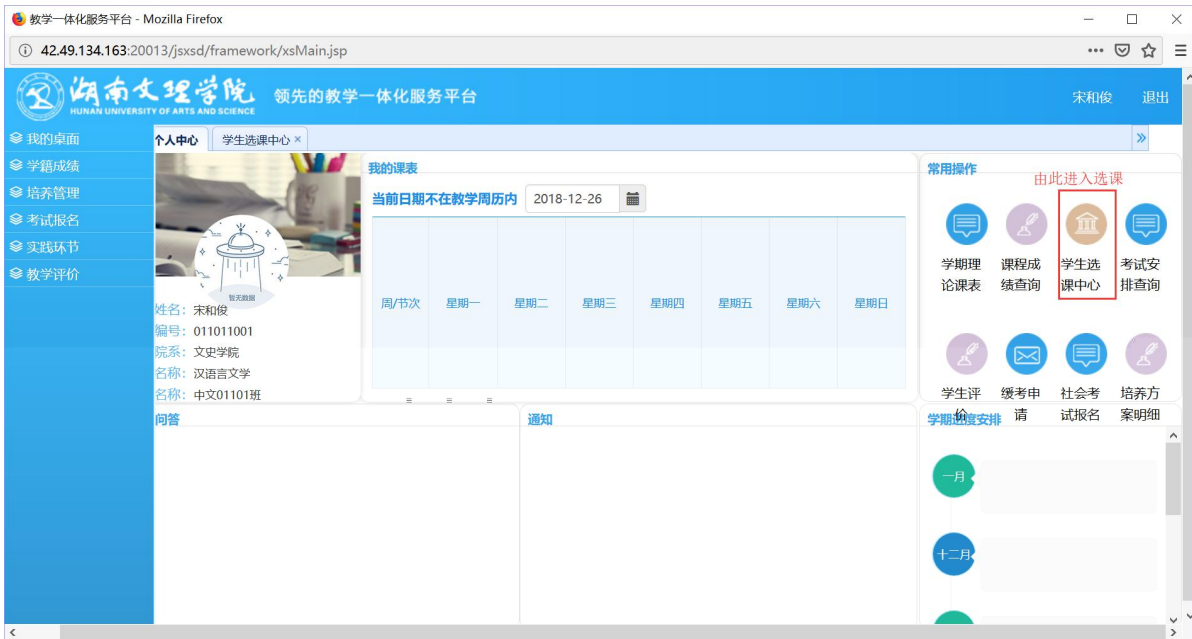 教学一体化服务平台 - Mozilla Firefox
42.49.134.163:20013/jsxsd/framework/xsMain.jsp
湖南文理学院
HUNAN UNIVERSITY OF ARTS AND SCIENCE
领先的教学一体化服务平台
宋和俊 退出
我的桌面
学籍成绩
培养管理
考试报名
实践环节
教学评价
个人中心 学生选课中心 ×
暂无数据
姓名：宋和俊
编号：011011001
院系：文史学院
名称：汉语言文学
名称：中文01101班
我的课表
当前日期不在教学周历内 2018-12-26
周/节次 星期一 星期二 星期三 星期四 星期五 星期六 星期日
常用操作
由此进入选课
学期理论课表
课程成绩查询
学生选课中心
考试安排查询
学生评价
缓考申请
社会考试报名
培养方案明细
问答
通知
学期进度安排
一月
十二月